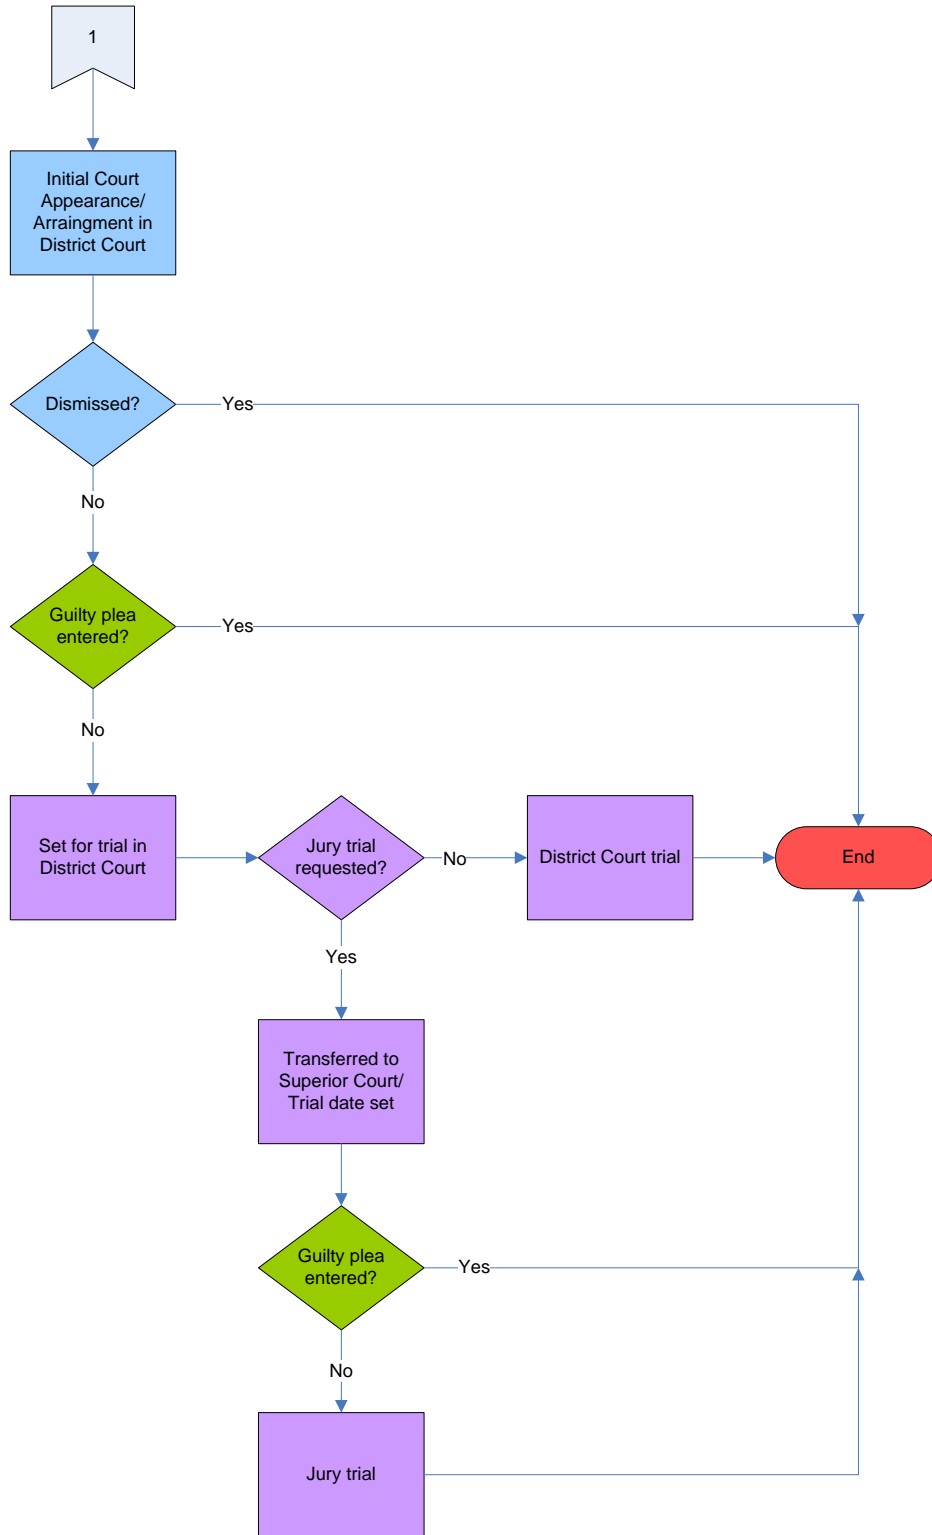 1
Initial Court
Appearance/
Arraingment in
District Court
Dismissed?
Yes
No
Guilty plea
entered?
Yes
No
Set for trial in
District Court
Jury trial
requested?
No
District Court trial
End
Yes
Transferred to
Superior Court/
Trial date set
Guilty plea
entered?
Yes
No
Jury trial